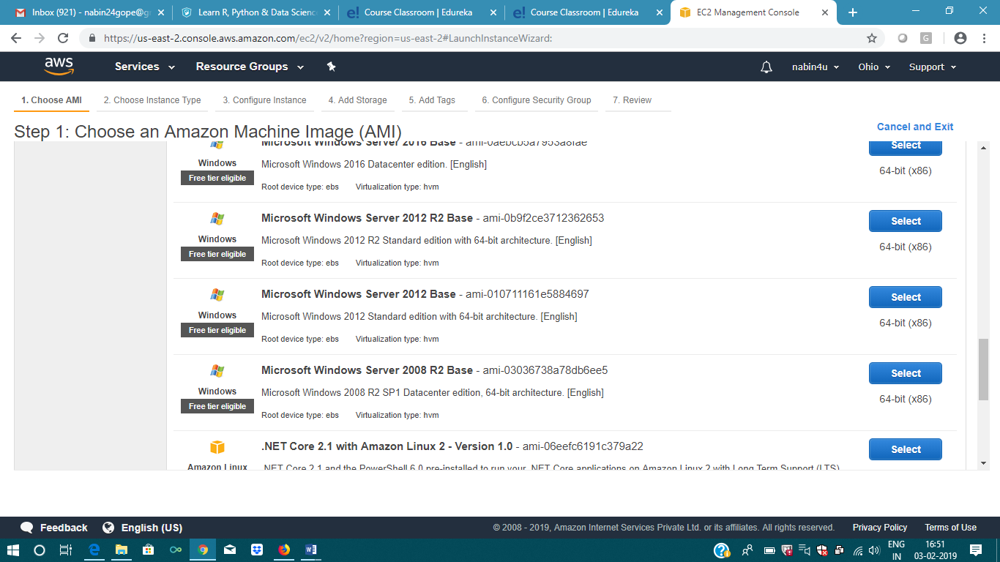 Inbox (921) - nabin24gope@g
Learn R, Python & Data Science
Course Classroom | Edureka
Course Classroom | Edureka
EC2 Management Console
https://us-east-2.console.aws.amazon.com/ec2/v2/home?region=us-east-2#LaunchInstanceWizard:
aws
Services
Resource Groups
nabin4u
Ohio
Support
1. Choose AMI
2. Choose Instance Type
3. Configure Instance
4. Add Storage
5. Add Tags
6. Configure Security Group
7. Review
Step 1: Choose an Amazon Machine Image (AMI)
Cancel and Exit
Microsoft Windows Server 2016 Base - ami-0aebcb5a7953a8fae
Select
Windows
Free tier eligible
Microsoft Windows 2016 Datacenter edition. [English]
64-bit (x86)
Root device type: ebs Virtualization type: hvm
Microsoft Windows Server 2012 R2 Base - ami-0b9f2ce3712362653
Select
Windows
Free tier eligible
Microsoft Windows 2012 R2 Standard edition with 64-bit architecture. [English]
64-bit (x86)
Root device type: ebs Virtualization type: hvm
Microsoft Windows Server 2012 Base - ami-010711161e5884697
Select
Windows
Free tier eligible
Microsoft Windows 2012 Standard edition with 64-bit architecture. [English]
64-bit (x86)
Root device type: ebs Virtualization type: hvm
Microsoft Windows Server 2008 R2 Base - ami-03036738a78db6ee5
Select
Windows
Free tier eligible
Microsoft Windows 2008 R2 SP1 Datacenter edition, 64-bit architecture. [English]
64-bit (x86)
Root device type: ebs Virtualization type: hvm
.NET Core 2.1 with Amazon Linux 2 - Version 1.0 - ami-06eefc6191c379a22
Select
Amazon Linux
.NET Core 2.1 and the PowerShell 6.0 pre-installed to run your .NET Core applications on Amazon Linux 2 with Long Term Support (LTS).
Feedback
English (US)
© 2008 - 2019, Amazon Internet Services Private Ltd. or its affiliates. All rights reserved.
Privacy Policy
Terms of Use
ENG
IN
16:51
03-02-2019